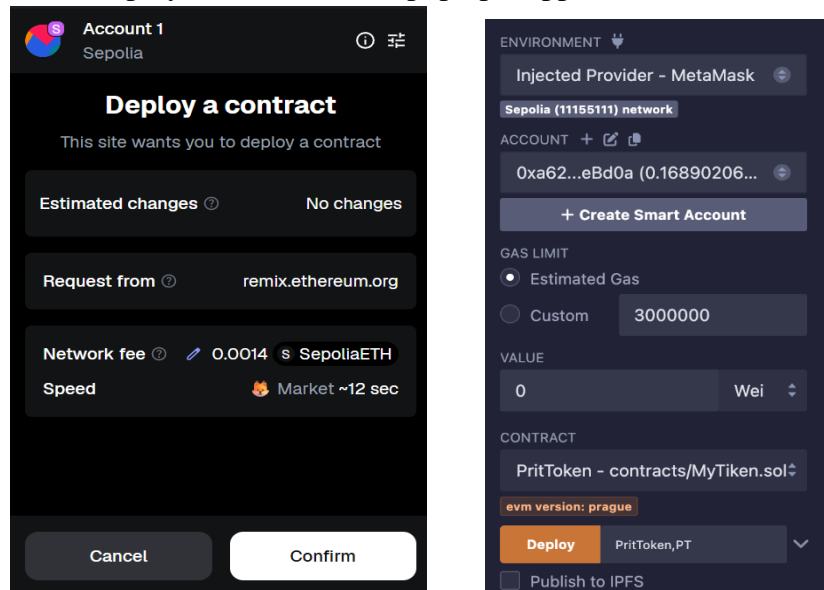 S
Account 1
Sepolia
Deploy a contract
This site wants you to deploy a contract
Estimated changes No changes
Request from remix.ethereum.org
Network fee 0.0014 S SepoliaETH
Speed Market ~12 sec
Cancel Confirm
ENVIRONMENT
Injected Provider - MetaMask
Sepolia (11155111) network
ACCOUNT +
0xa62...eBd0a (0.16890206...
+ Create Smart Account
GAS LIMIT
Estimated Gas
Custom 3000000
VALUE
0 Wei
CONTRACT
PritToken - contracts/MyTiken.sol
evm version: prague
Deploy PritToken,PT
Publish to IPFS